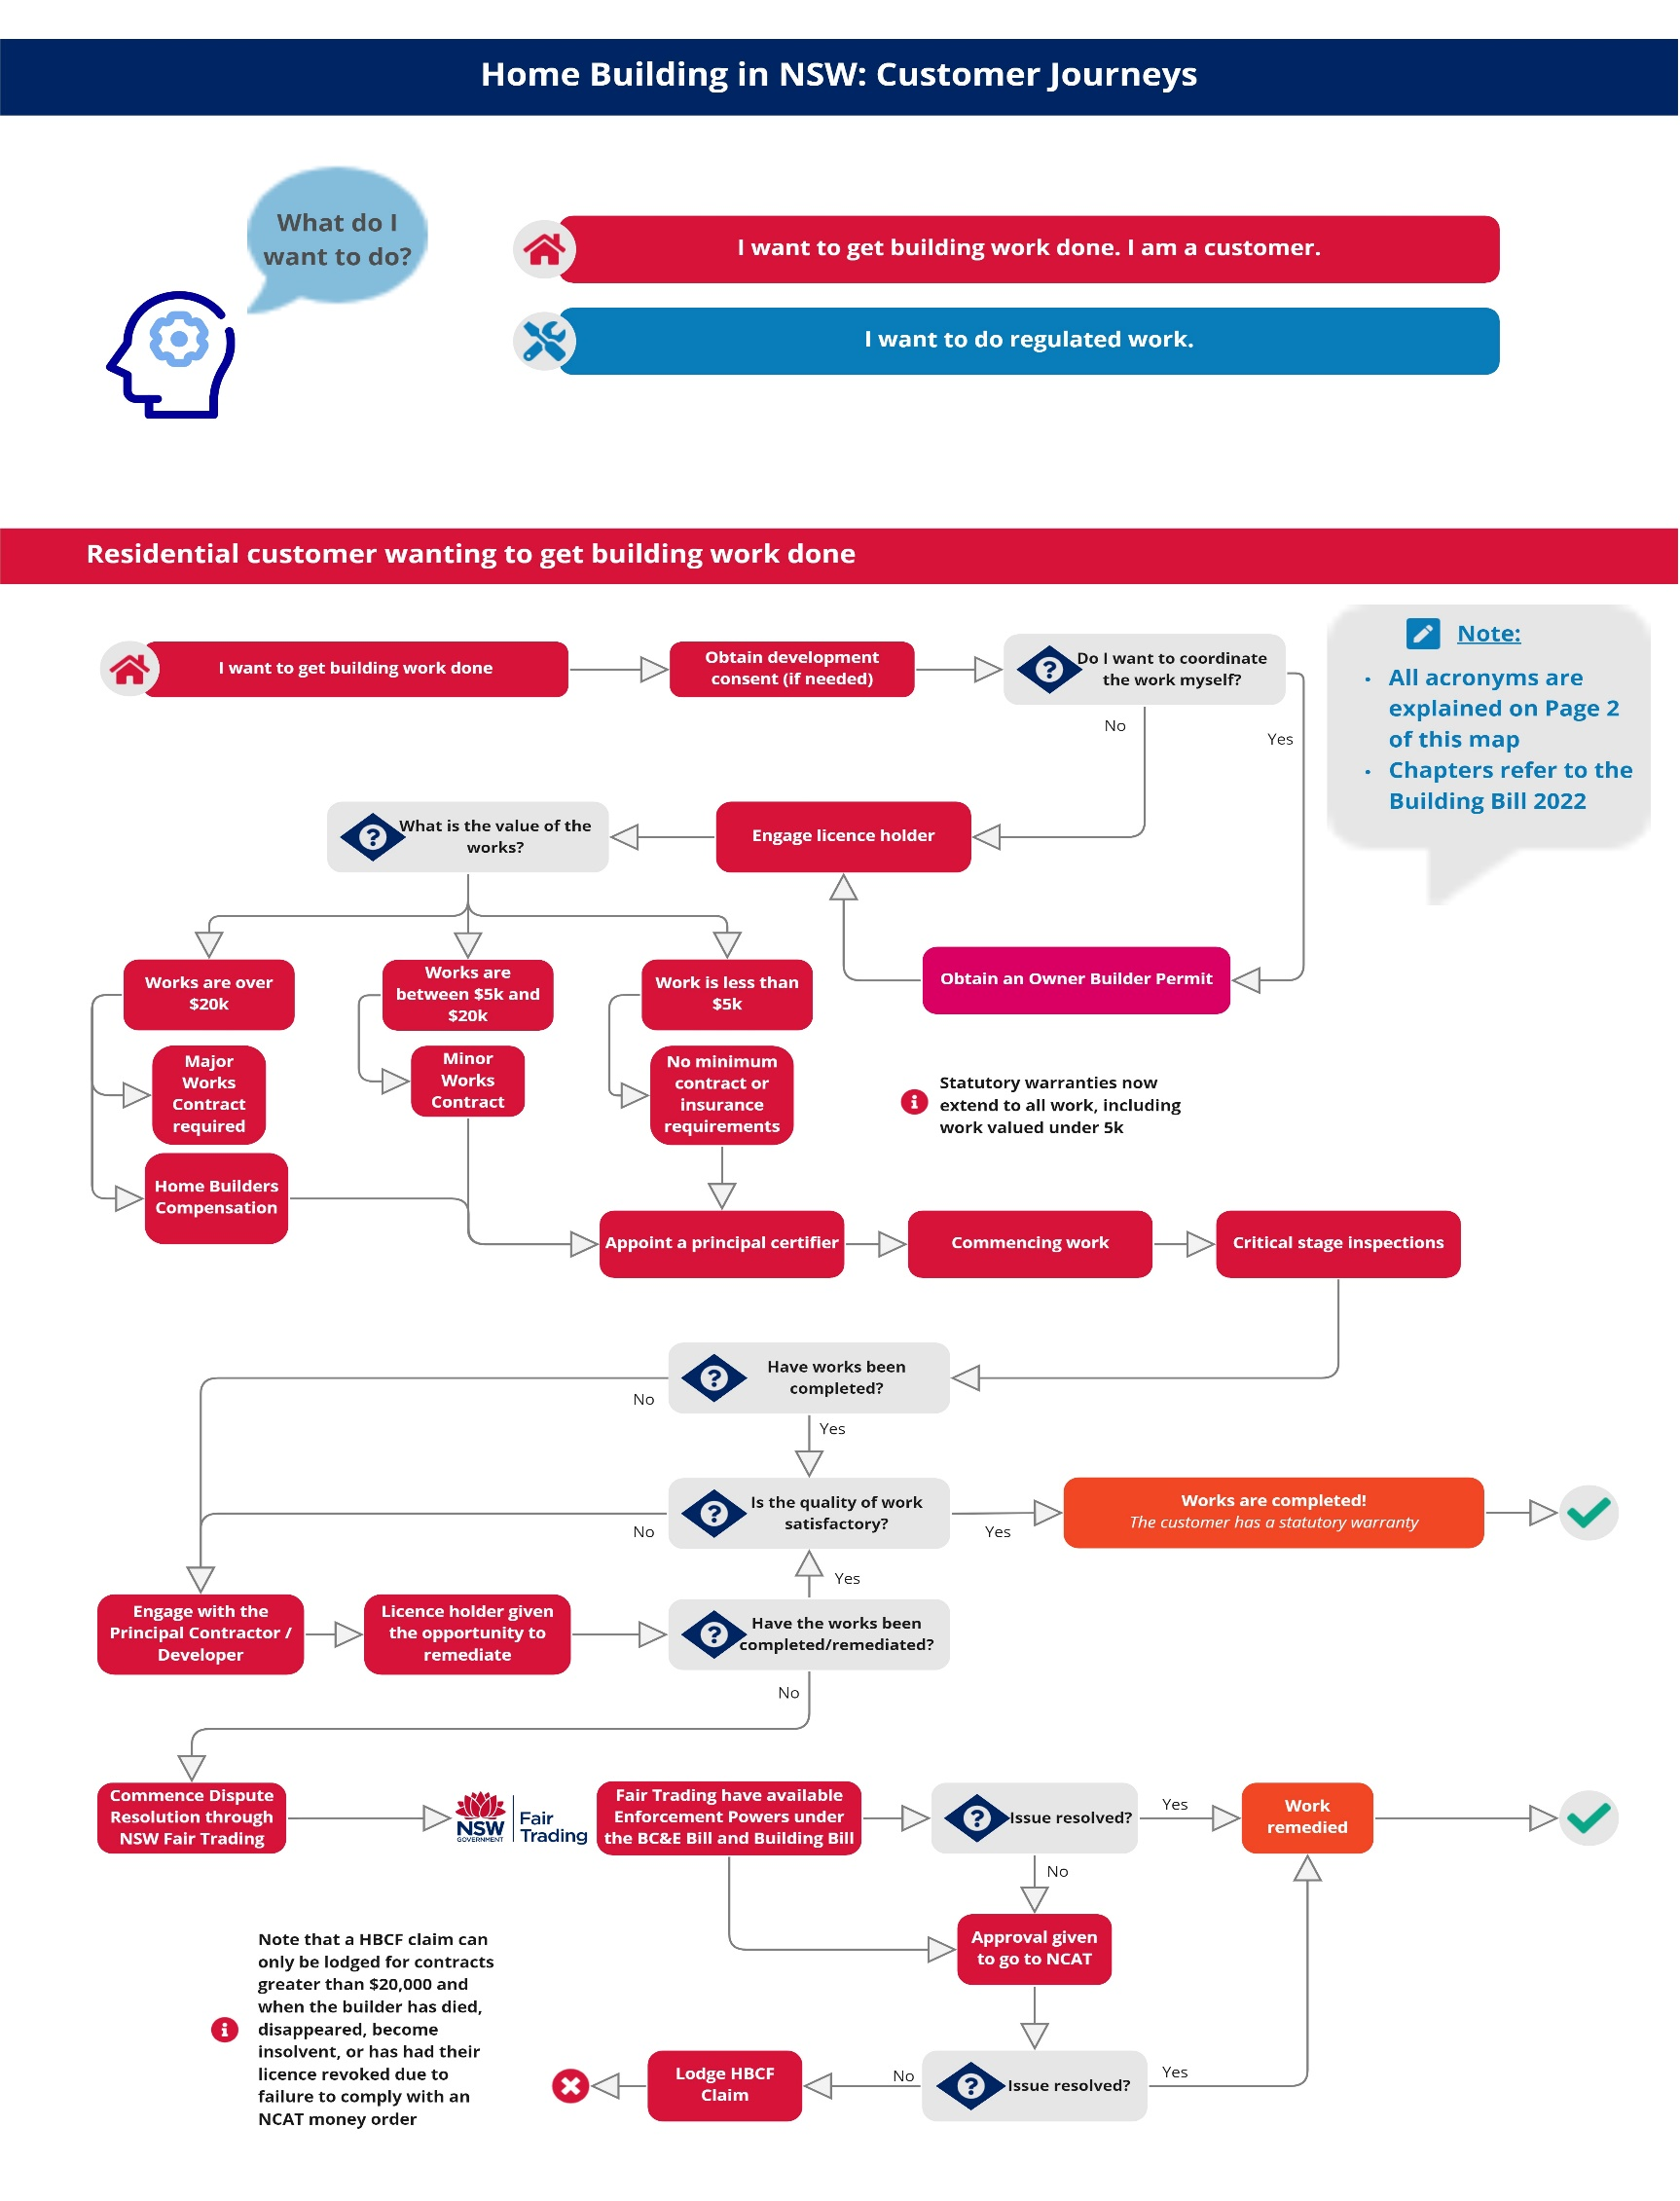 Home Building in NSW: Customer Journeys
What do I
want to do?
I want to get building work done. I am a customer.
I want to do regulated work.
Residential customer wanting to get building work done
I want to get building work done
Obtain development
consent (if needed)
Do I want to coordinate
the work myself?
Note:
• All acronyms are
explained on Page 2
of this map
• Chapters refer to the
Building Bill 2022
No
Yes
What is the value of the
works?
Engage licence holder
Obtain an Owner Builder Permit
Works are over
$20k
Works are
between $5k and
$20k
Work is less than
$5k
Major
Works
Contract
required
Minor
Works
Contract
No minimum
contract or
insurance
requirements
Statutory warranties now
extend to all work, including
work valued under 5k
Home Builders
Compensation
Appoint a principal certifier
Commencing work
Critical stage inspections
Have works been
completed?
No
Yes
Is the quality of work
satisfactory?
No
Yes
Works are completed!
The customer has a statutory warranty
Yes
Engage with the
Principal Contractor /
Developer
Licence holder given
the opportunity to
remediate
Have the works been
completed/remediated?
No
Commence Dispute
Resolution through
NSW Fair Trading
NSW
GOVERNMENT
Fair
Trading
Fair Trading have available
Enforcement Powers under
the BC&E Bill and Building Bill
Issue resolved?
Yes
Work
remedied
No
Approval given
to go to NCAT
Note that a HBCF claim can
only be lodged for contracts
greater than $20,000 and
when the builder has died,
disappeared, become
insolvent, or has had their
licence revoked due to
failure to comply with an
NCAT money order
Lodge HBCF
Claim
No
Issue resolved?
Yes